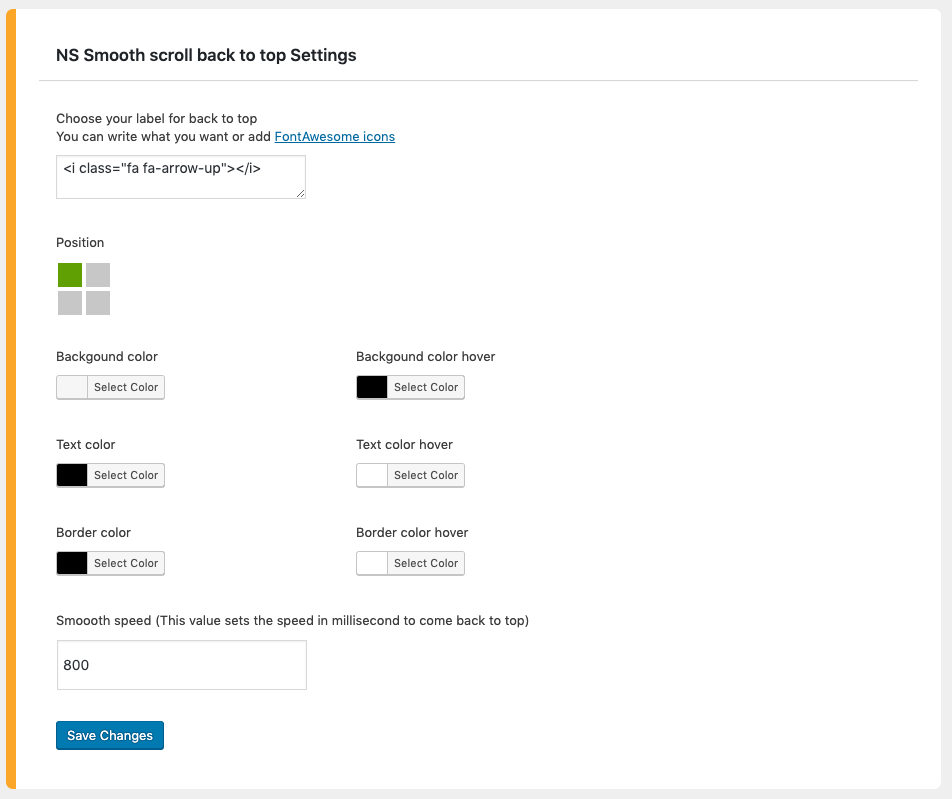 NS Smooth scroll back to top Settings
Choose your label for back to top
You can write what you want or add FontAwesome icons
<i class="fa fa-arrow-up"></i>
Position
Backgound color
Backgound color hover
Select Color
Select Color
Text color
Text color hover
Select Color
Select Color
Border color
Border color hover
Select Color
Select Color
Smoooth speed (This value sets the speed in millisecond to come back to top)
800
Save Changes